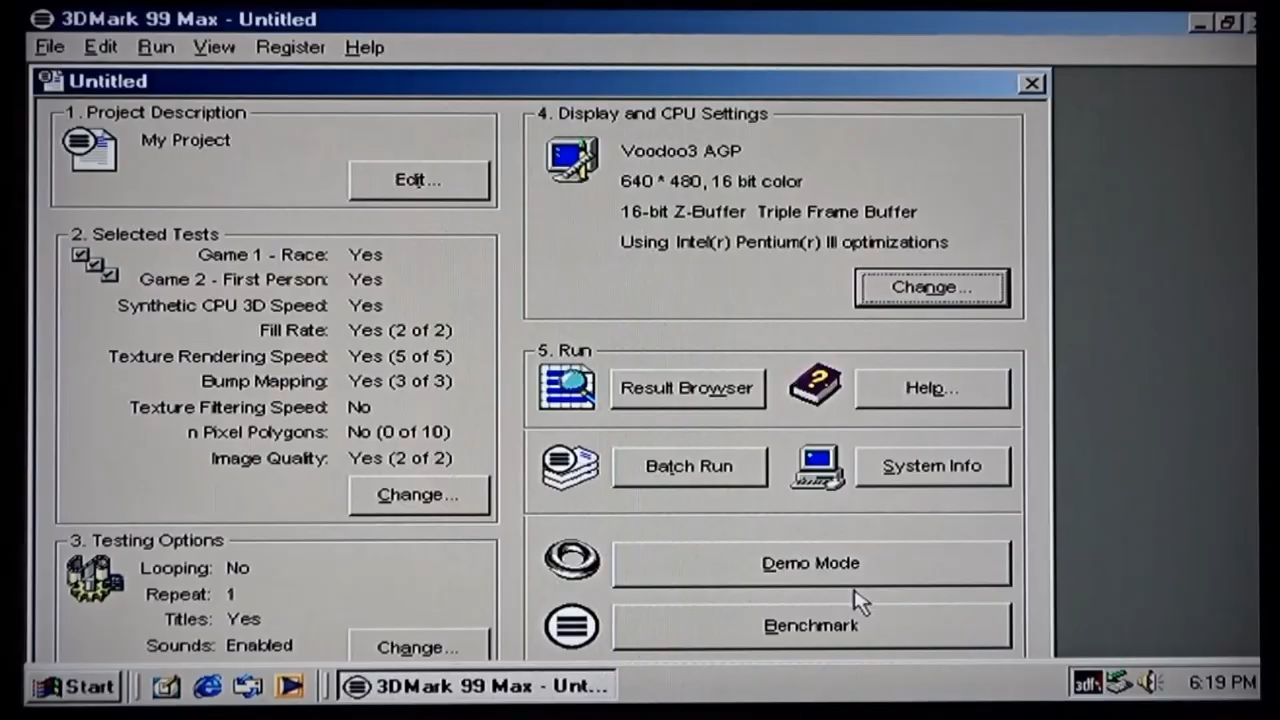 3DMark 99 Max - Untitled
File Edit Run View Register Help
Untitled
1. Project Description
My Project
Edit...
2. Selected Tests
Game 1 - Race: Yes
Game 2 - First Person: Yes
Synthetic CPU 3D Speed: Yes
Fill Rate: Yes (2 of 2)
Texture Rendering Speed: Yes (5 of 5)
Bump Mapping: Yes (3 of 3)
Texture Filtering Speed: No
n Pixel Polygons: No (0 of 10)
Image Quality: Yes (2 of 2)
Change...
3. Testing Options
Looping: No
Repeat: 1
Titles: Yes
Sounds: Enabled
Change...
4. Display and CPU Settings
Voodoo3 AGP
640 * 480, 16 bit color
16-bit Z-Buffer Triple Frame Buffer
Using Intel(r) Pentium(r) III optimizations
Change...
5. Run
Result Browser
Help...
Batch Run
System Info
Demo Mode
Benchmark
Start
3DMark 99 Max - Unt...
3df
6:19 PM